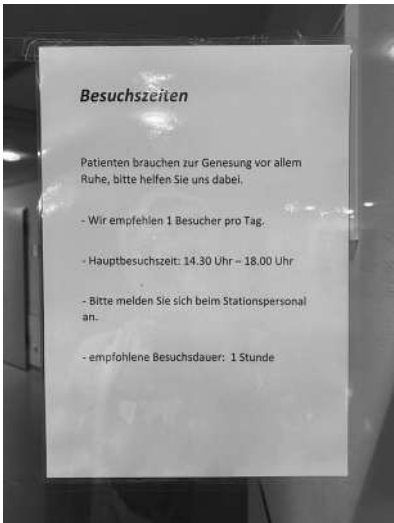 Besuchszeiten
Patienten brauchen zur Genesung vor allem
Ruhe, bitte helfen Sie uns dabei.
- Wir empfehlen 1 Besucher pro Tag.
- Hauptbesuchszeit: 14.30 Uhr – 18.00 Uhr
- Bitte melden Sie sich beim Stationspersonal
an.
- empfohlene Besuchsdauer:  1 Stunde